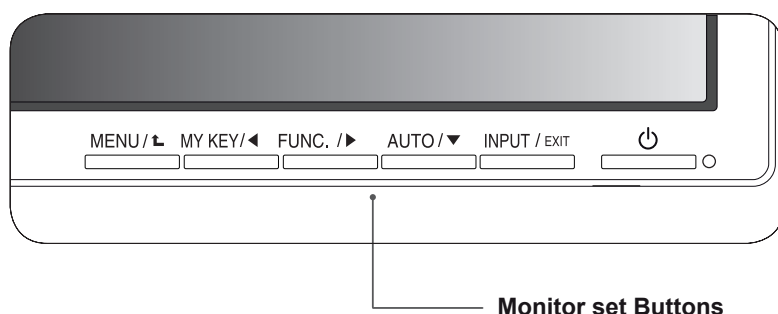 MENU / ⮤ MY KEY/◀ FUNC. /▶ AUTO/▼ INPUT / EXIT
Monitor set Buttons